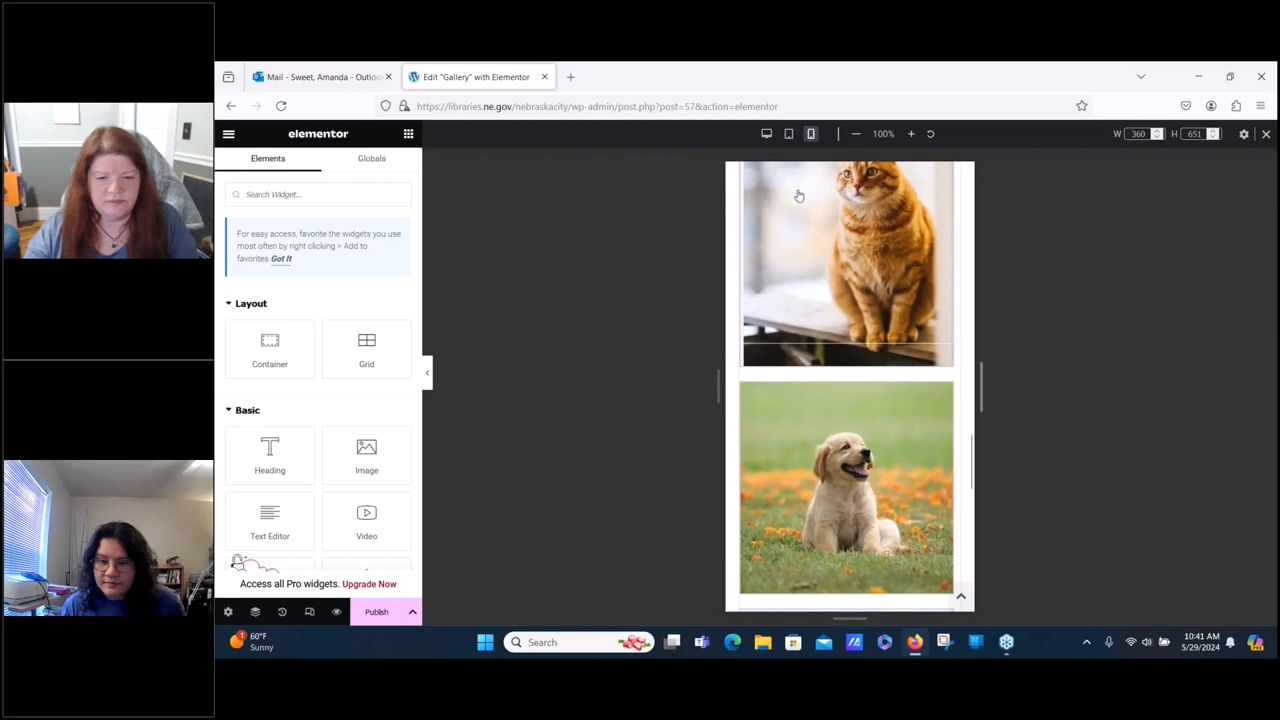 Mail - Sweet, Amanda - Outlook
Edit "Gallery" with Elementor
https://libraries.ne.gov/nebraskacity/wp-admin/post.php?post=57&action=elementor
elementor
100%
W 360 H 651
Elements Globals
Search Widget...
For easy access, favorite the widgets you
use most often by right clicking > Add to
favorites. Got It
Layout
Container Grid
Basic
Heading Image
Text Editor Video
Access all Pro widgets. Upgrade Now
Publish
1
60°F
Sunny
Search
10:41 AM
5/29/2024